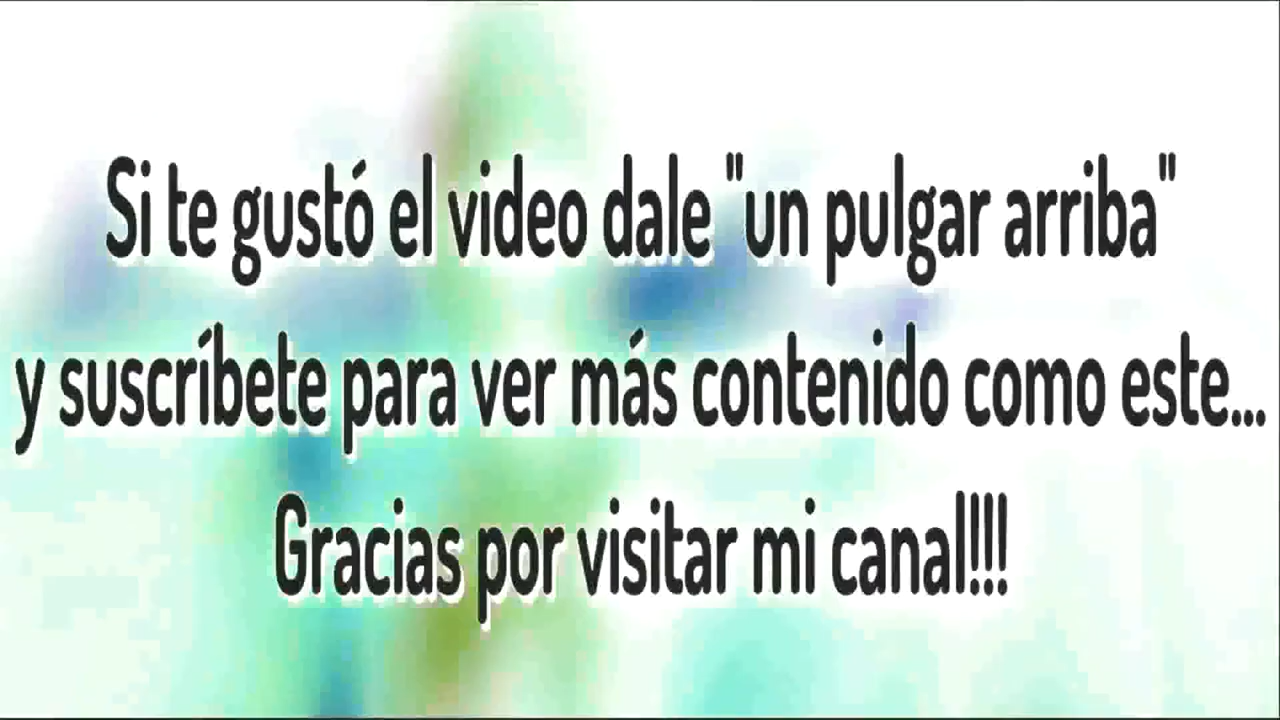 Si te gustó el video dale "un pulgar arriba"
y suscríbete para ver más contenido como este...
Gracias por visitar mi canal!!!